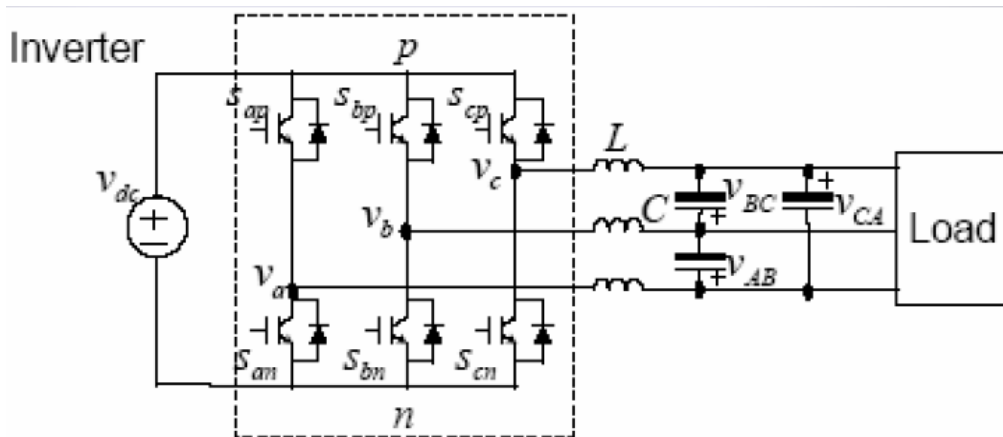 Inverter
p
s_ap
s_bp
s_cp
L
v_dc
+
−
v_c
v_b
v_a
C
v_BC
+
+
v_CA
v_AB
+
Load
s_an
s_bn
s_cn
n